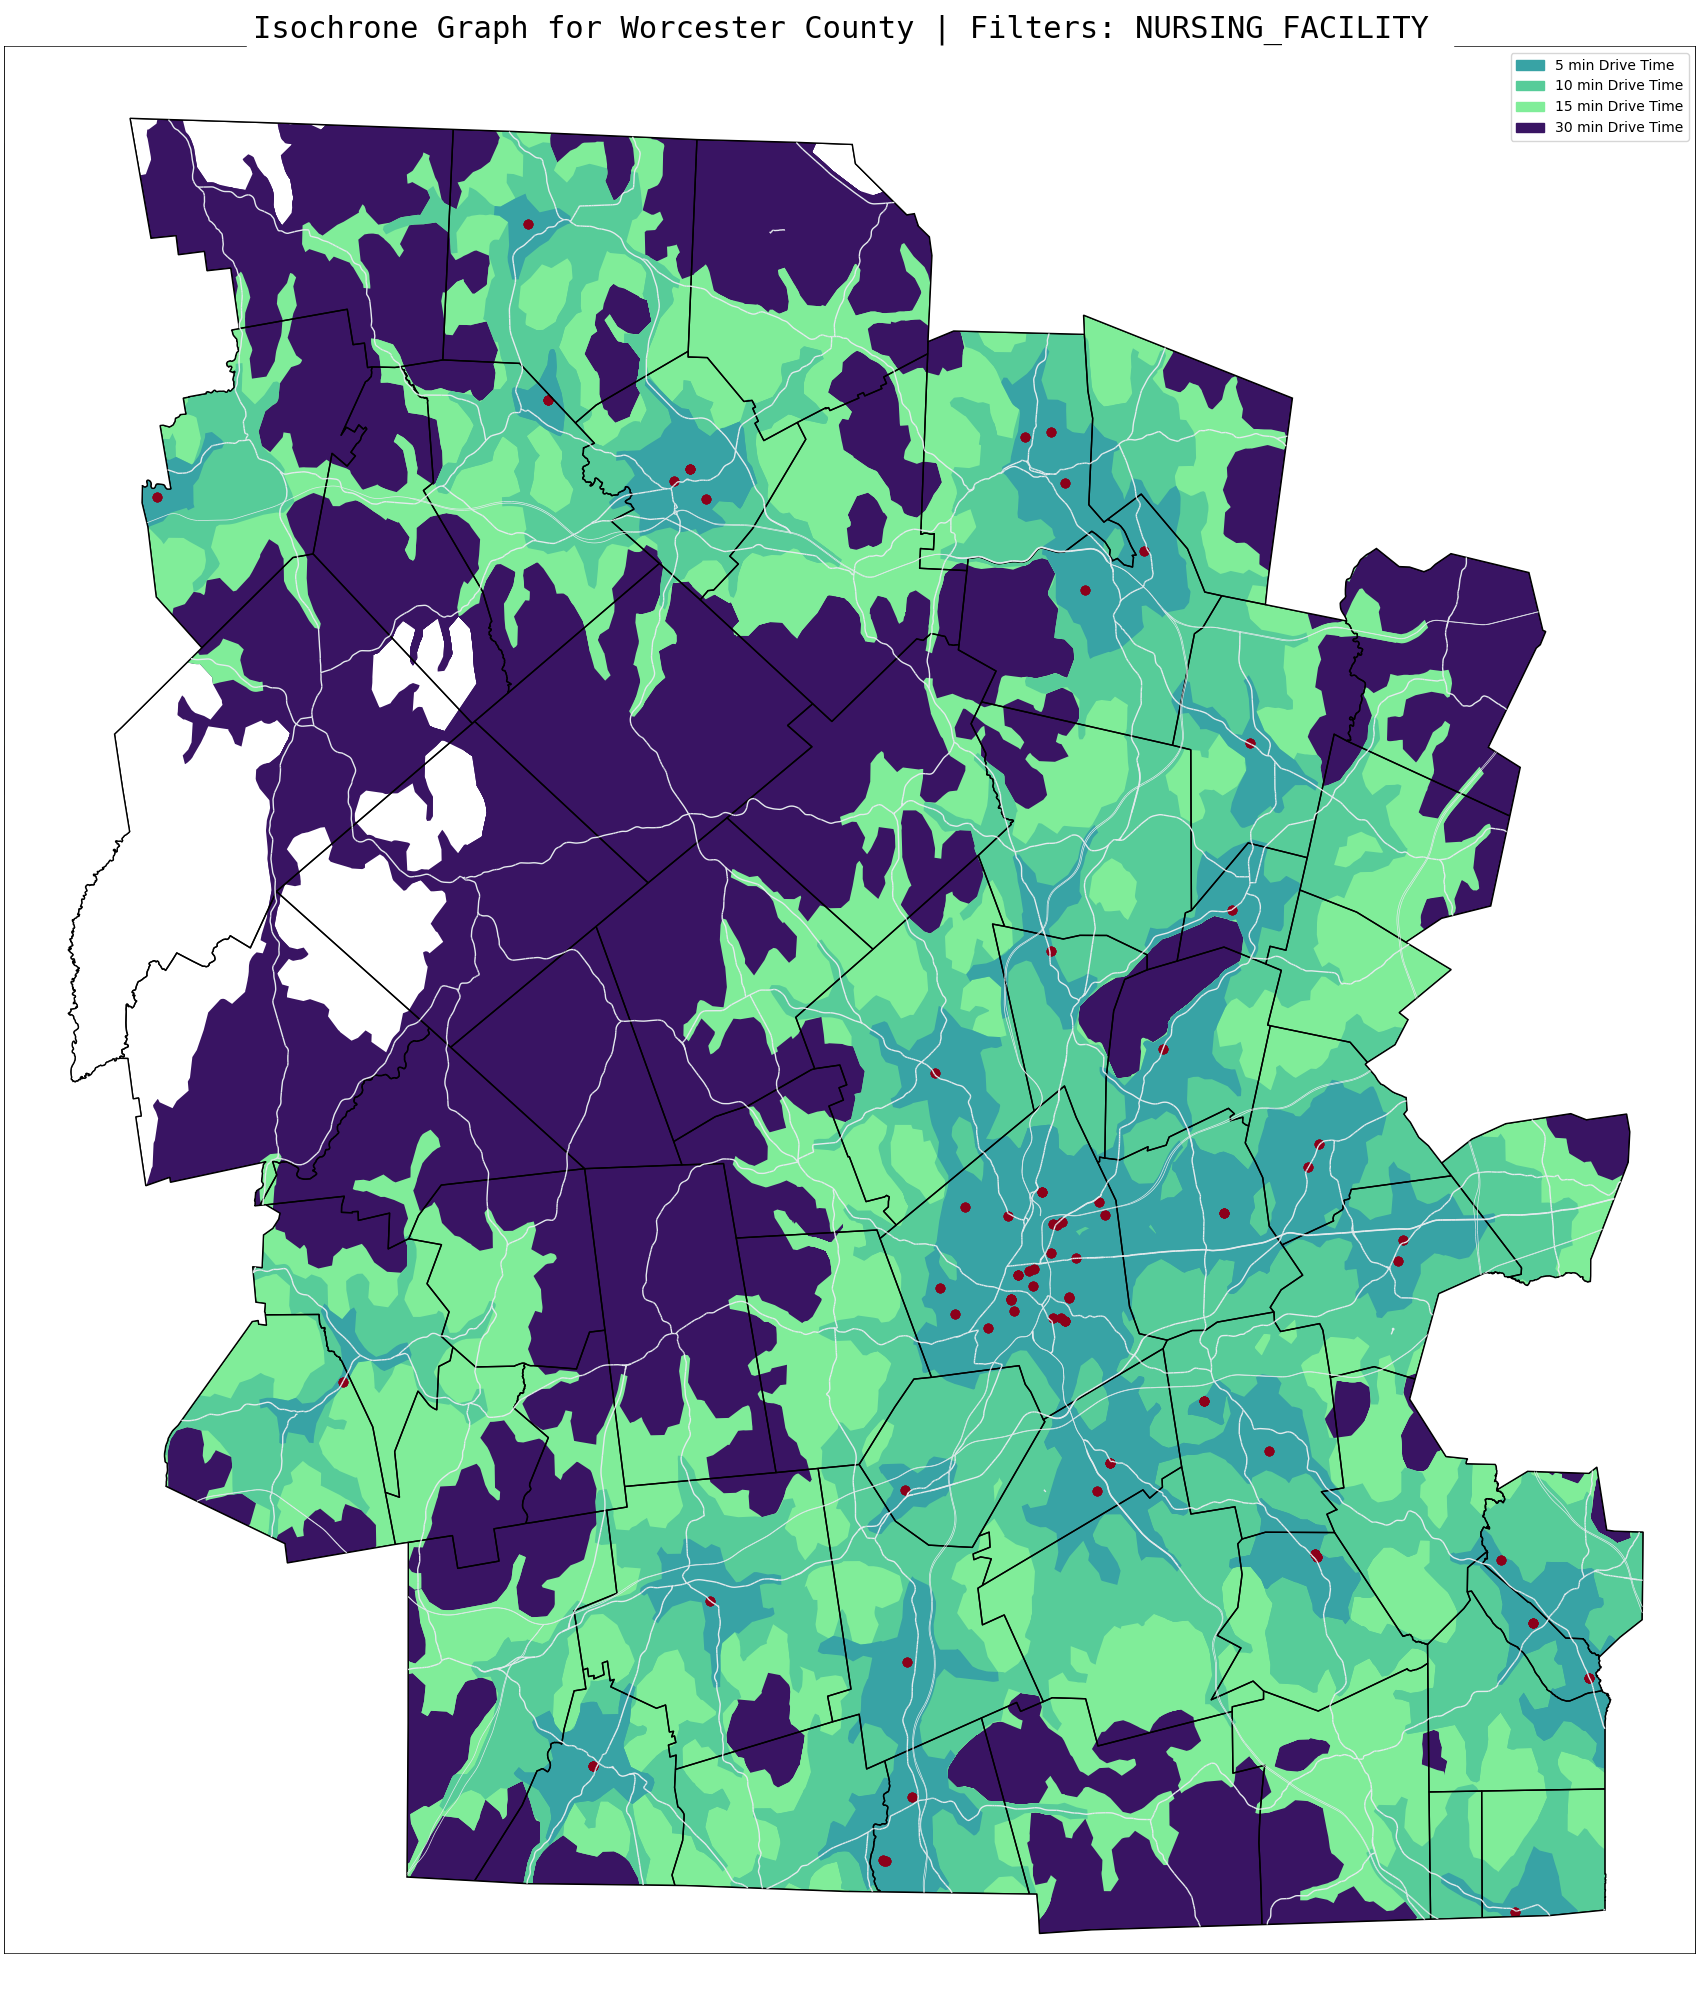 Isochrone Graph for Worcester County | Filters: NURSING_FACILITY
5 min Drive Time
10 min Drive Time
15 min Drive Time
30 min Drive Time